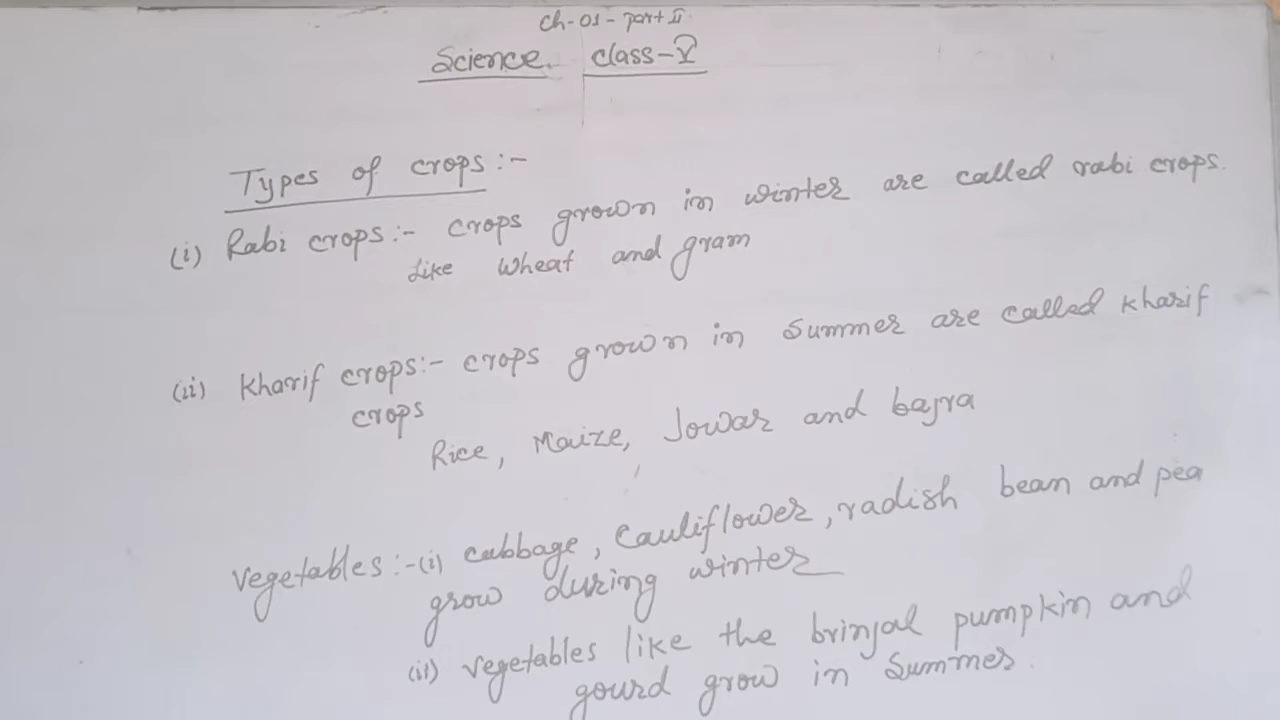 Ch-01-Part II
Science. class-V
Types of crops:-
(i) Rabi crops:- crops grown in winter are called rabi crops.
Like Wheat and gram
(ii) Kharif crops:- crops grown in Summer are called kharif
crops
Rice, Maize, Jowar and bajra
Vegetables:-(i) Cabbage, Cauliflower, radish bean and pea
grow during winter
(ii) Vegetables like the brinjal pumpkin and
gourd grow in Summer.